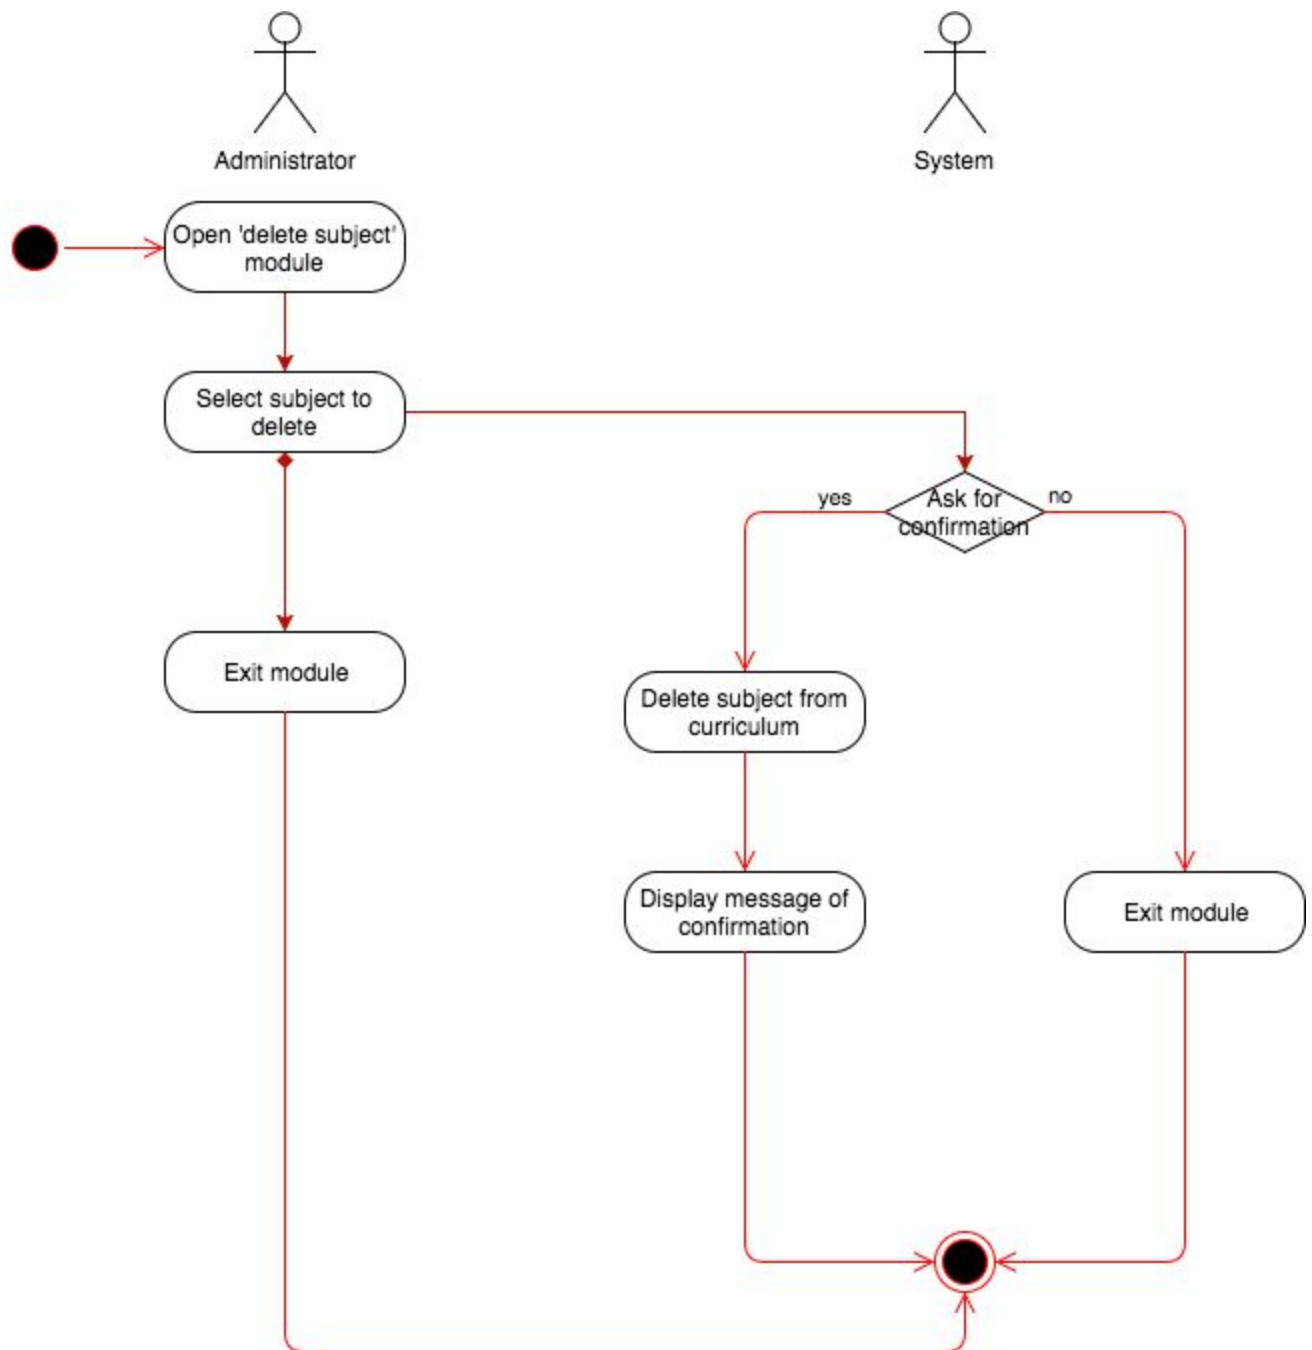 Administrator
System
Open 'delete subject'
module
Select subject to
delete
yes
Ask for
confirmation
no
Exit module
Delete subject from
curriculum
Display message of
confirmation
Exit module